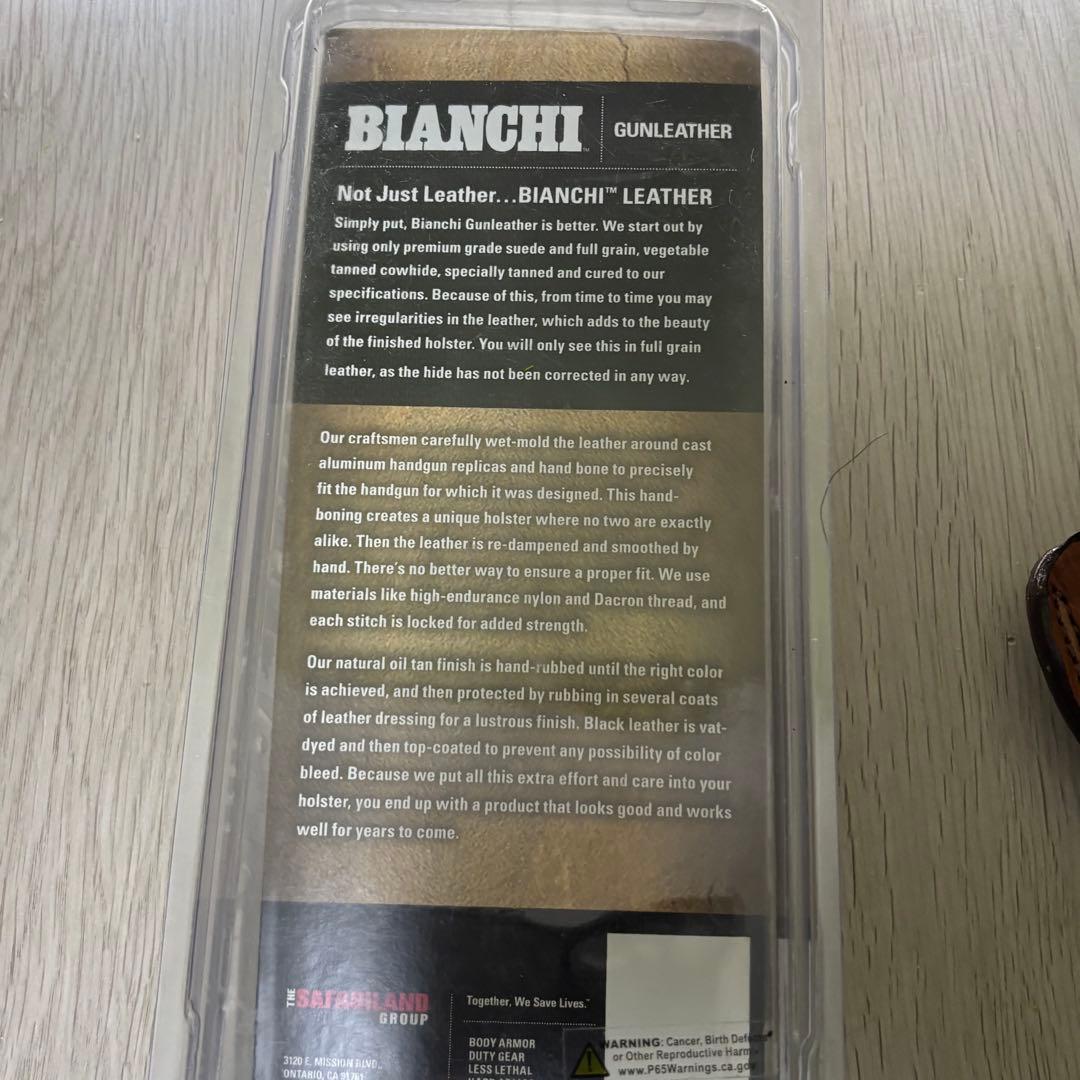 BIANCHI™ GUNLEATHER
Not Just Leather...BIANCHI™ LEATHER
Simply put, Bianchi Gunleather is better. We start out by
using only premium grade suede and full grain, vegetable
tanned cowhide, specially tanned and cured to our
specifications. Because of this, from time to time you may
see irregularities in the leather, which adds to the beauty
of the finished holster. You will only see this in full grain
leather, as the hide has not been corrected in any way.
Our craftsmen carefully wet-mold the leather around cast
aluminum handgun replicas and hand bone to precisely
fit the handgun for which it was designed. This hand-
boning creates a unique holster where no two are exactly
alike. Then the leather is re-dampened and smoothed by
hand. There's no better way to ensure a proper fit. We use
materials like high-endurance nylon and Dacron thread, and
each stitch is locked for added strength.
Our natural oil tan finish is hand-rubbed until the right color
is achieved, and then protected by rubbing in several coats
of leather dressing for a lustrous finish. Black leather is vat-
dyed and then top-coated to prevent any possibility of color
bleed. Because we put all this extra effort and care into your
holster, you end up with a product that looks good and works
well for years to come.
THE
SAFARILAND
GROUP
3120 E. MISSION BLVD.,
ONTARIO, CA 91761
Together, We Save Lives.™
BODY ARMOR
DUTY GEAR
LESS LETHAL
WARNING: Cancer, Birth Defects
or Other Reproductive Harm
www.P65Warnings.ca.gov